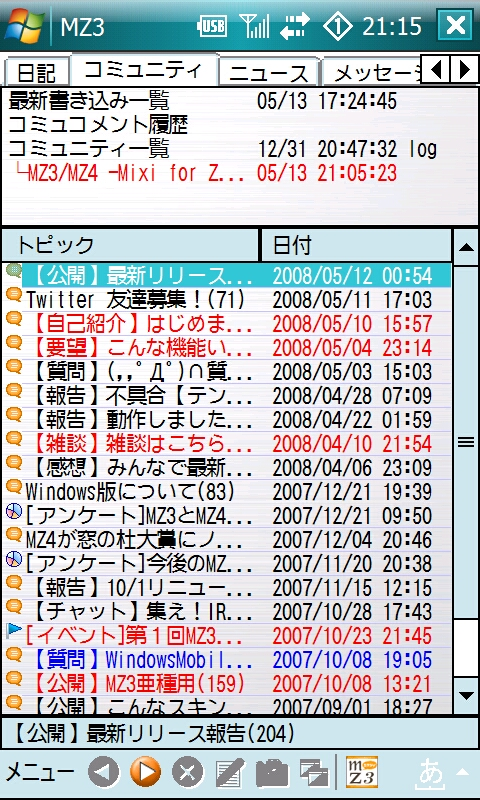 MZ3 USB 1 21:15
日記 コミュニティ ニュース メッセージ
最新書き込み一覧 05/13 17:24:45
コミュコメント履歴
コミュニティ一覧 12/31 20:47:32 log
└MZ3/MZ4 -Mixi for Z... 05/13 21:05:23
トピック 日付
【公開】最新リリース... 2008/05/12 00:54
Twitter 友達募集！(71) 2008/05/11 17:03
【自己紹介】はじめま... 2008/05/10 15:57
【要望】こんな機能い... 2008/05/04 23:14
【質問】(,,ﾟДﾟ)∩質... 2008/05/03 15:03
【報告】不具合【テン... 2008/04/28 07:09
【報告】動作しました... 2008/04/22 01:59
【雑談】雑談はこちら... 2008/04/10 21:54
【感想】みんなで最新... 2008/04/06 23:09
Windows版について(83) 2007/12/21 19:39
[アンケート]MZ3とMZ4... 2007/12/21 09:50
MZ4が窓の杜大賞にノ... 2007/12/04 20:46
[アンケート]今後のMZ... 2007/11/20 20:38
【報告】10/1リニュー... 2007/11/15 12:15
【チャット】集え！IR... 2007/10/28 17:43
[イベント]第１回MZ3... 2007/10/23 21:45
【質問】WindowsMobil... 2007/10/08 19:05
【公開】MZ3亜種用(159) 2007/10/08 13:21
【公開】こんなスキン... 2007/09/01 18:27
【公開】最新リリース報告(204)
メニュー mz3 あ